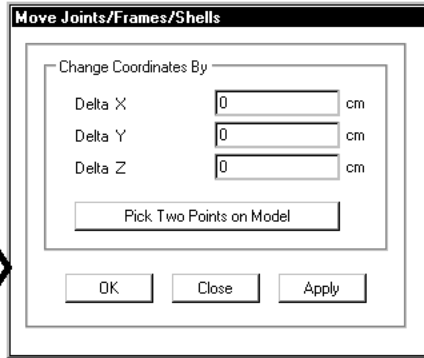 Move Joints/Frames/Shells
Change Coordinates By
Delta X 0 cm
Delta Y 0 cm
Delta Z 0 cm
Pick Two Points on Model
OK Close Apply